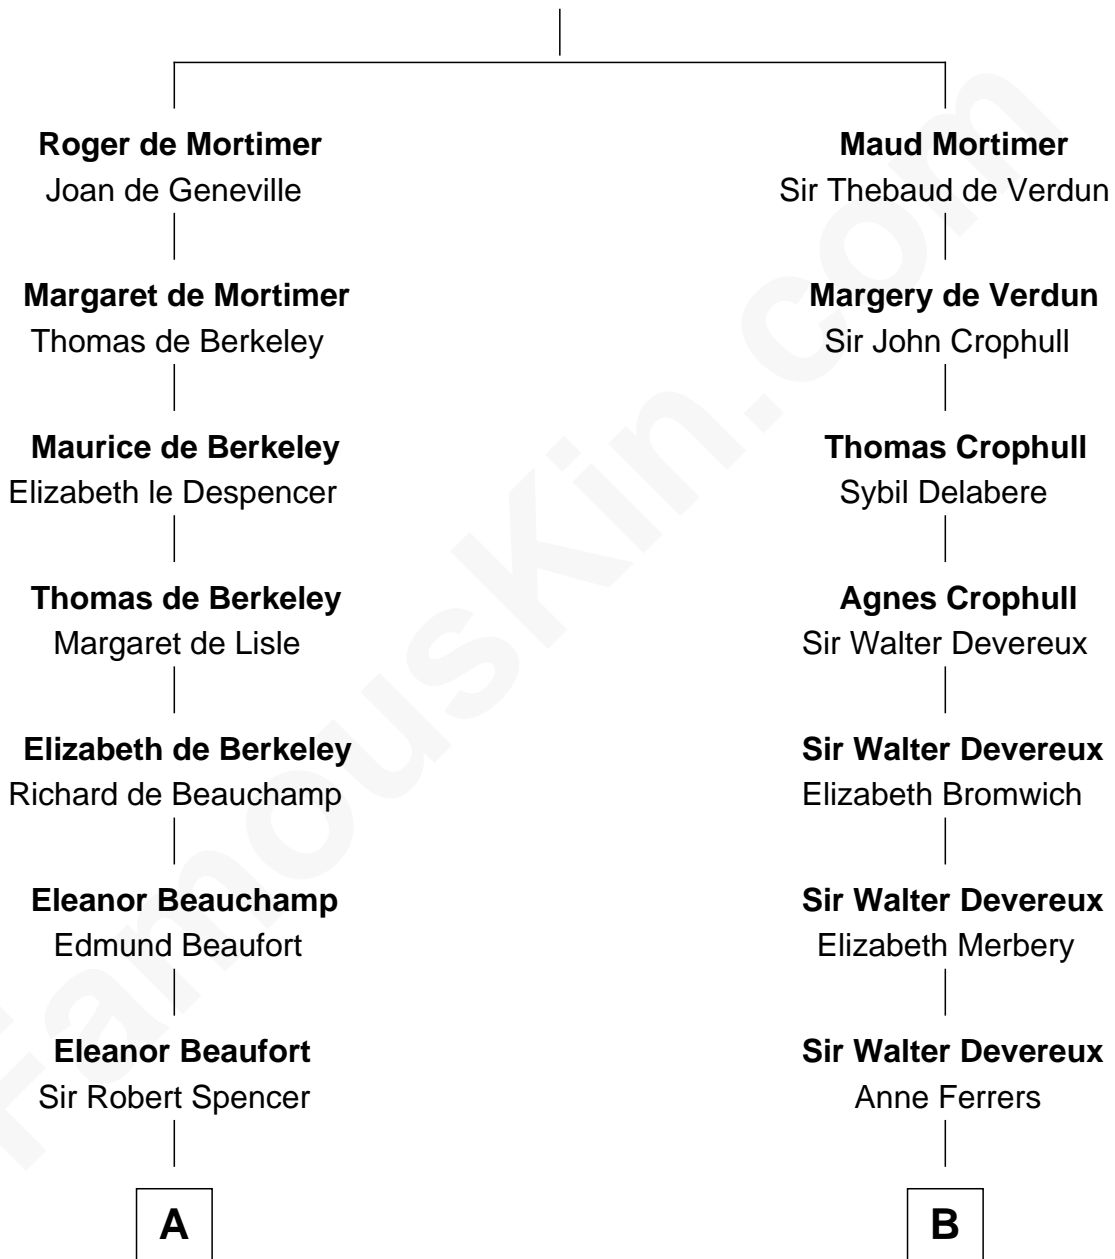 Roger de Mortimer
Joan de Geneville
Margaret de Mortimer
Thomas de Berkeley
Maurice de Berkeley
Elizabeth le Despencer
Thomas de Berkeley
Margaret de Lisle
Elizabeth de Berkeley
Richard de Beauchamp
Eleanor Beauchamp
Edmund Beaufort
Eleanor Beaufort
Sir Robert Spencer
A
Maud Mortimer
Sir Thebaud de Verdun
Margery de Verdun
Sir John Crophull
Thomas Crophull
Sybil Delabere
Agnes Crophull
Sir Walter Devereux
Sir Walter Devereux
Elizabeth Bromwich
Sir Walter Devereux
Elizabeth Merbery
Sir Walter Devereux
Anne Ferrers
B
FamousKin.com